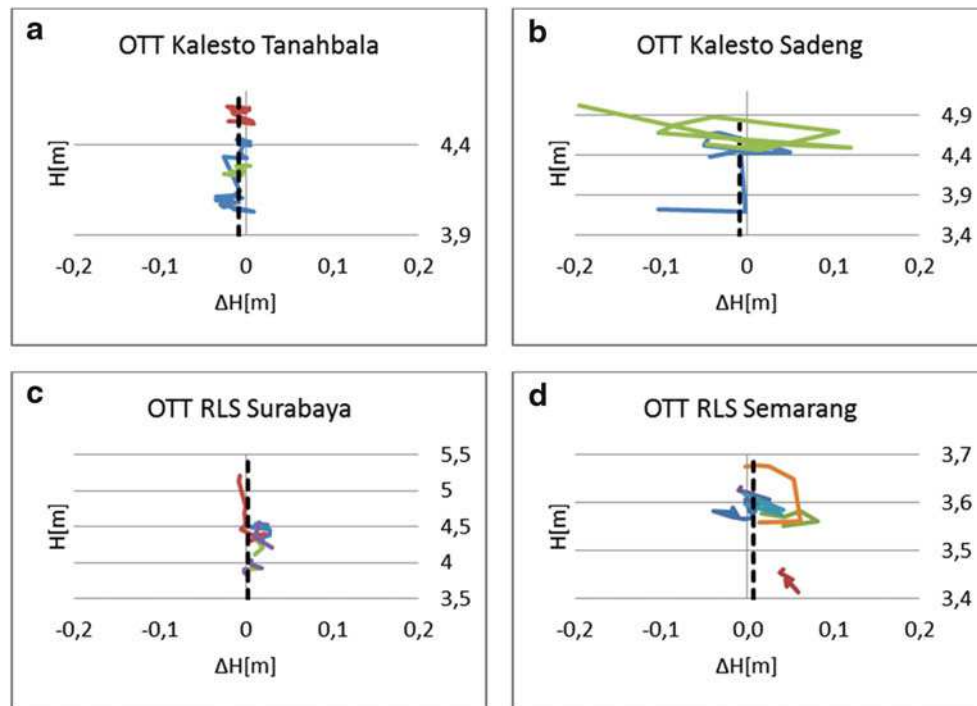 a
OTT Kalesto Tanahbala
H[m]
4,4
3,9
-0,2 -0,1 0 0,1 0,2
ΔH[m]
b
OTT Kalesto Sadeng
H[m]
4,9
4,4
3,9
3,4
-0,2 -0,1 0 0,1 0,2
ΔH[m]
c
OTT RLS Surabaya
H[m]
5,5
5
4,5
4
3,5
-0,2 -0,1 0 0,1 0,2
ΔH[m]
d
OTT RLS Semarang
H[m]
3,7
3,6
3,5
3,4
-0,2 -0,1 0,0 0,1 0,2
ΔH[m]